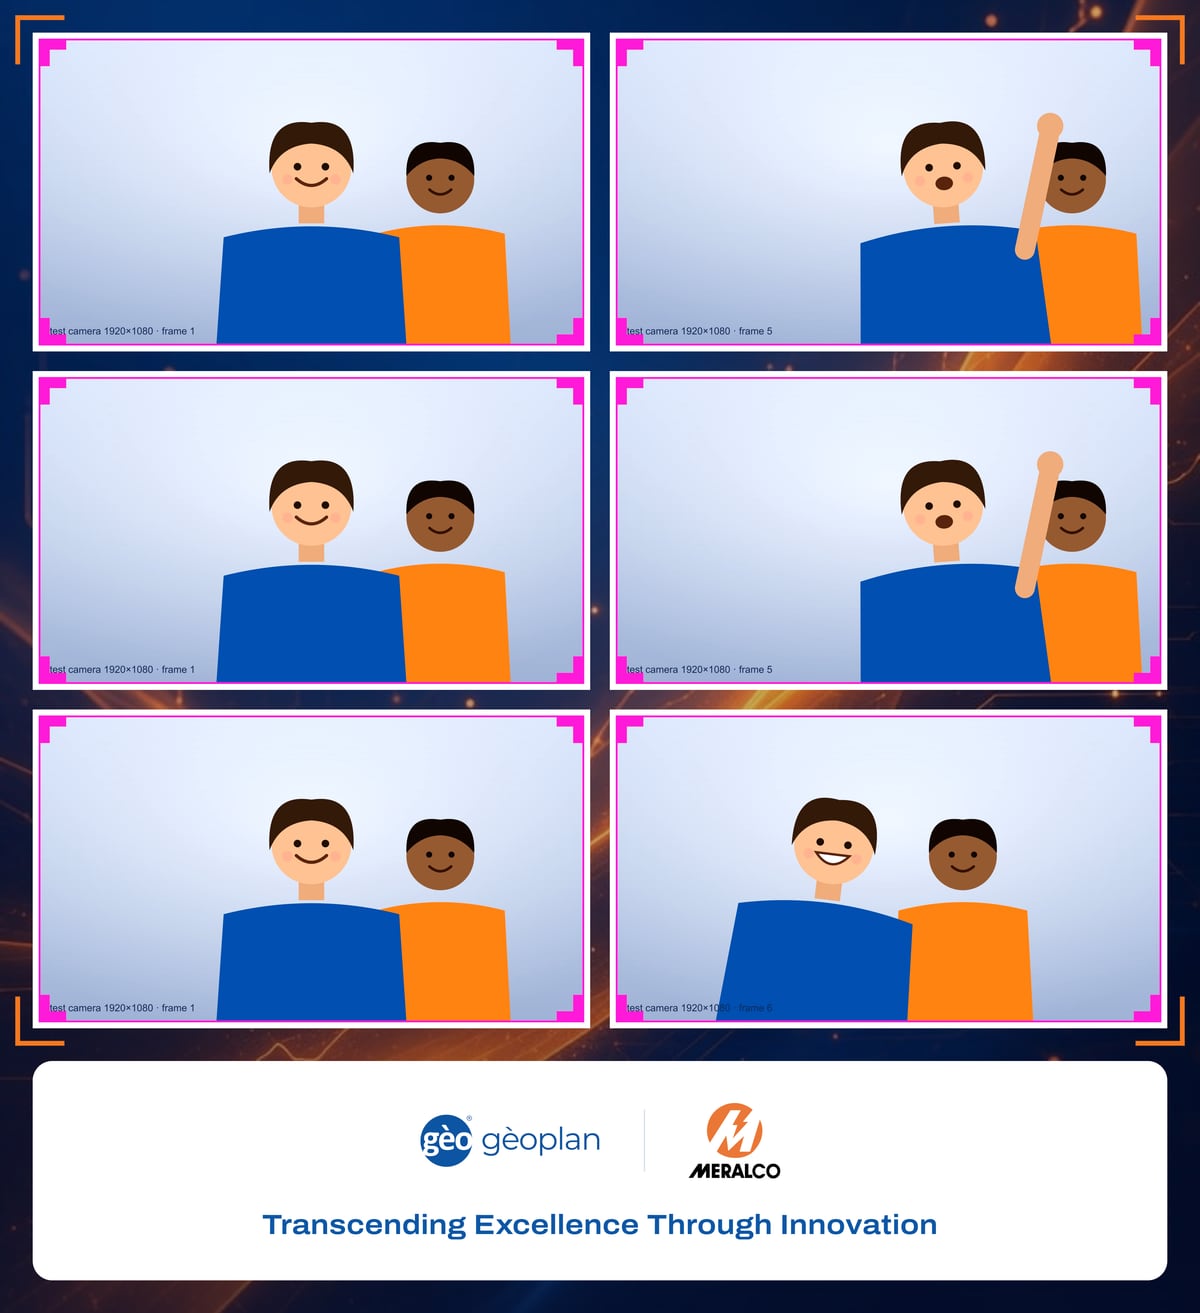 test camera 1920×1080 · frame 1
test camera 1920×1080 · frame 5
test camera 1920×1080 · frame 1
test camera 1920×1080 · frame 5
test camera 1920×1080 · frame 1
test camera 1920×1080 · frame 6
gèo® gèoplan
MERALCO
Transcending Excellence Through Innovation